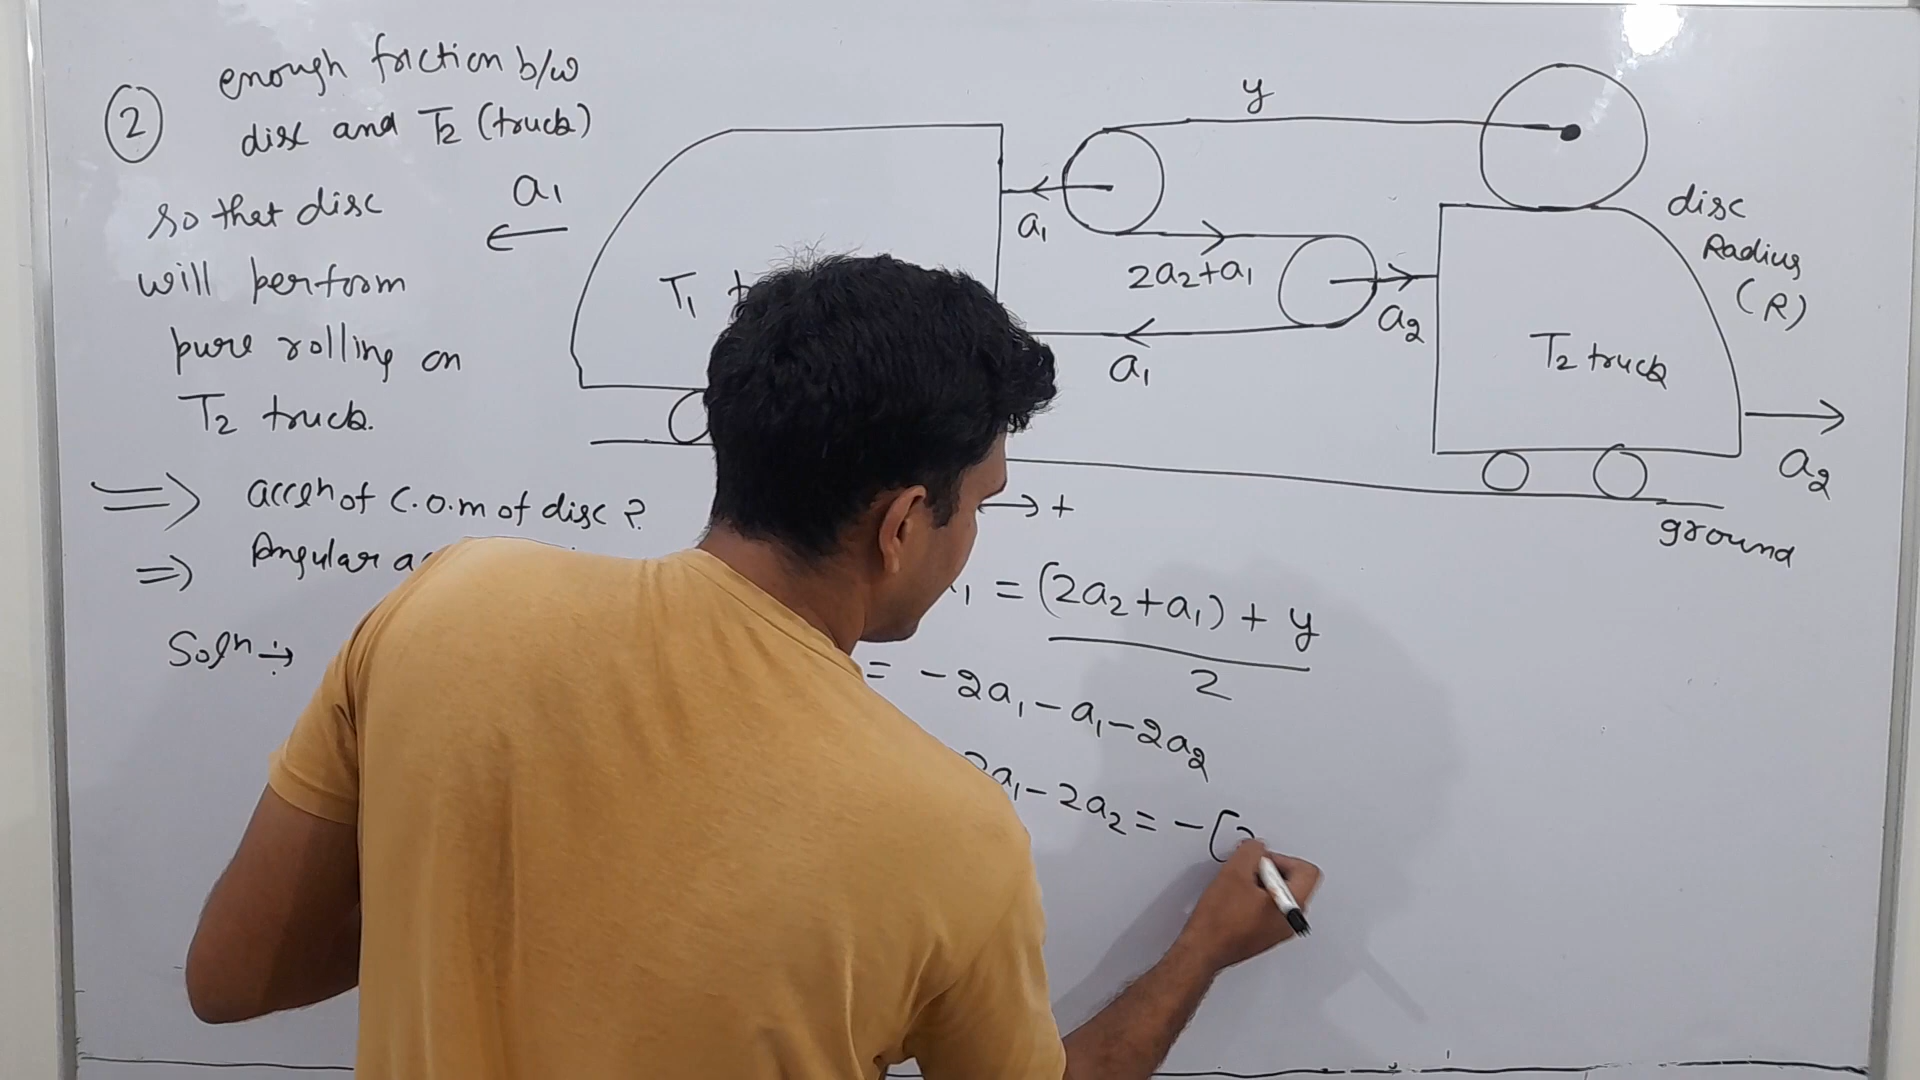 2
enough friction b/w
disc and T2 (truck)
so that disc
will perform
pure rolling on
T2 truck.
⇒ accⁿ of C.O.M of disc ?
⇒ Angular
Solⁿ →
a1
T1
a1
y
2a2+a1
a1
a2
disc
Radius
(R)
T2 truck
a2
ground
→ +
= (2a2+a1) + y
2
= -2a1-a1-2a2
a1-2a2 = -(